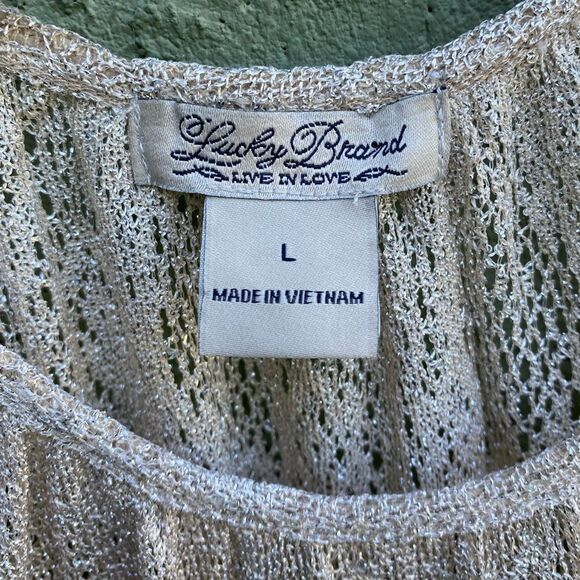 Lucky Brand
LIVE IN LOVE
L
MADE IN VIETNAM